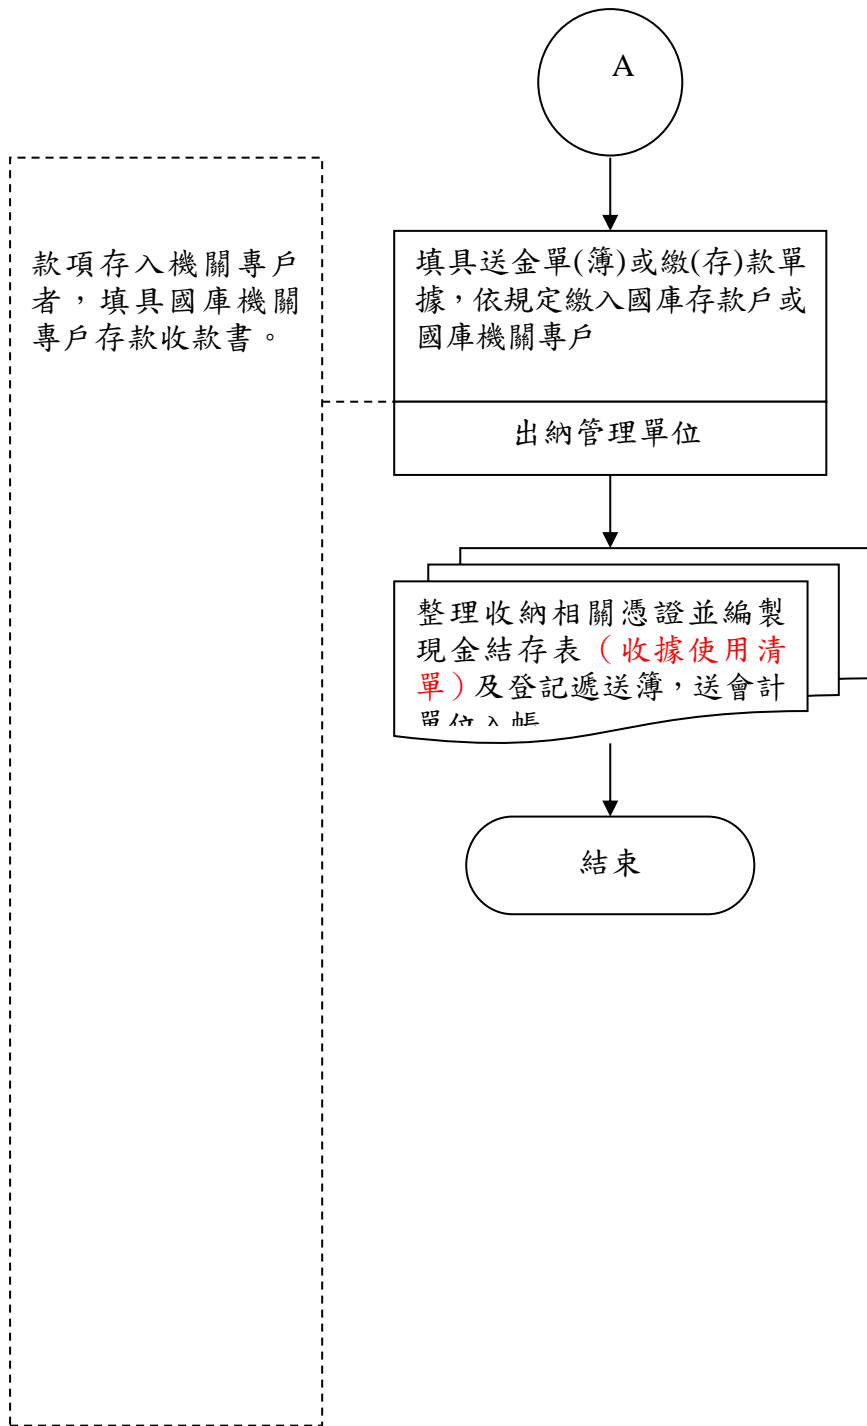 A
款項存入機關專戶
者，填具國庫機關
專戶存款收款書。
填具送金單(簿)或繳(存)款單
據，依規定繳入國庫存款戶或
國庫機關專戶
出納管理單位
整理收納相關憑證並編製
現金結存表（收據使用清
單）及登記遞送簿，送會計
單位入帳
結束